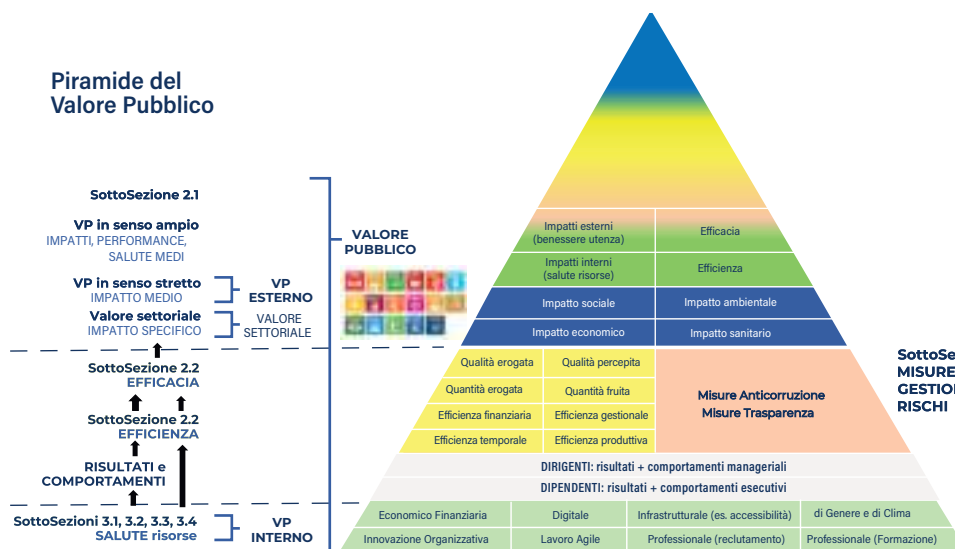 Piramide del
Valore Pubblico
SottoSezione 2.1
VP in senso ampio
IMPATTI, PERFORMANCE,
SALUTE MEDI
VP in senso stretto
IMPATTO MEDIO
Valore settoriale
IMPATTO SPECIFICO
VP
ESTERNO
VALORE
SETTORIALE
VALORE
PUBBLICO
SottoSezione 2.2
EFFICACIA
SottoSezione 2.2
EFFICIENZA
RISULTATI e
COMPORTAMENTI
SottoSezioni 3.1, 3.2, 3.3, 3.4
SALUTE risorse
VP
INTERNO
Impatti esterni
(benessere utenza)
Efficacia
Impatti interni
(salute risorse)
Efficienza
Impatto sociale
Impatto ambientale
Impatto economico
Impatto sanitario
Qualità erogata
Qualità percepita
Quantità erogata
Quantità fruita
Efficienza finanziaria
Efficienza gestionale
Efficienza temporale
Efficienza produttiva
Misure Anticorruzione
Misure Trasparenza
SottoSe
MISURE
GESTION
RISCHI
DIRIGENTI: risultati + comportamenti manageriali
DIPENDENTI: risultati + comportamenti esecutivi
Economico Finanziaria
Digitale
Infrastrutturale (es. accessibilità)
di Genere e di Clima
Innovazione Organizzativa
Lavoro Agile
Professionale (reclutamento)
Professionale (Formazione)